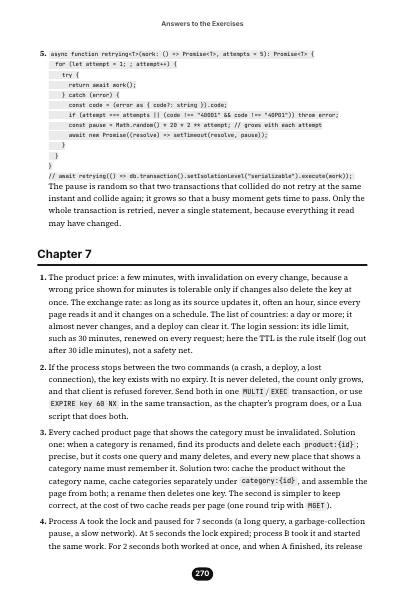 Answers to the Exercises
5. async function retrying<T>(work: () => Promise<T>, attempts = 5): Promise<T> {
for (let attempt = 1; ; attempt++) {
try {
return await work();
} catch (error) {
const code = (error as { code?: string }).code;
if (attempt === attempts || (code !== "40001" && code !== "40P01")) throw error;
const pause = Math.random() * 20 * 2 ** attempt; // grows with each attempt
await new Promise((resolve) => setTimeout(resolve, pause));
}
}
}
// await retrying(() => db.transaction().setIsolationLevel("serializable").execute(work));
The pause is random so that two transactions that collided do not retry at the same
instant and collide again; it grows so that a busy moment gets time to pass. Only the
whole transaction is retried, never a single statement, because everything it read
may have changed.
Chapter 7
1. The product price: a few minutes, with invalidation on every change, because a
wrong price shown for minutes is tolerable only if changes also delete the key at
once. The exchange rate: as long as its source updates it, often an hour, since every
page reads it and it changes on a schedule. The list of countries: a day or more; it
almost never changes, and a deploy can clear it. The login session: its idle limit,
such as 30 minutes, renewed on every request; here the TTL is the rule itself (log out
after 30 idle minutes), not a safety net.
2. If the process stops between the two commands (a crash, a deploy, a lost
connection), the key exists with no expiry. It is never deleted, the count only grows,
and that client is refused forever. Send both in one MULTI / EXEC transaction, or use
EXPIRE key 60 NX in the same transaction, as the chapter's program does, or a Lua
script that does both.
3. Every cached product page that shows the category must be invalidated. Solution
one: when a category is renamed, find its products and delete each product:{id} ;
precise, but it costs one query and many deletes, and every new place that shows a
category name must remember it. Solution two: cache the product without the
category name, cache categories separately under category:{id} , and assemble the
page from both; a rename then deletes one key. The second is simpler to keep
correct, at the cost of two cache reads per page (one round trip with MGET ).
4. Process A took the lock and paused for 7 seconds (a long query, a garbage-collection
pause, a slow network). At 5 seconds the lock expired; process B took it and started
the same work. For 2 seconds both worked at once, and when A finished, its release
270